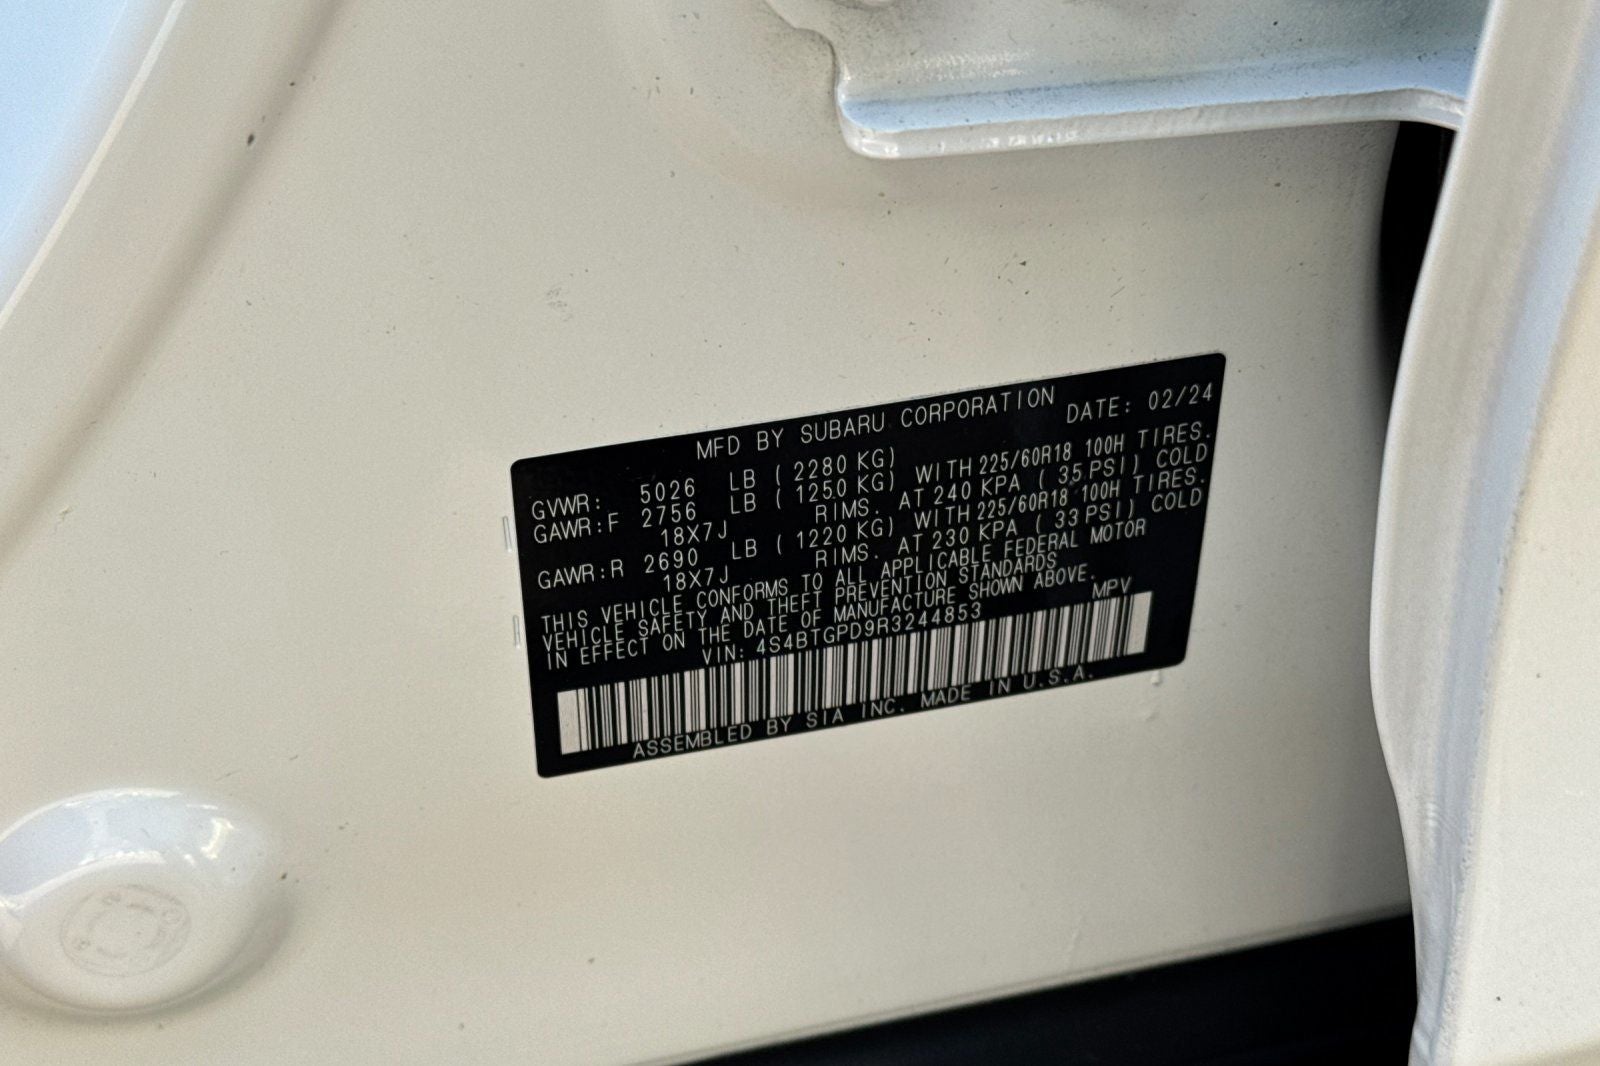 MFD BY SUBARU CORPORATION
DATE: 02/24
GVWR: 5026 LB ( 2280 KG)
GAWR:F 2756 LB ( 1250 KG) WITH 225/60R18 100H TIRES.
18X7J RIMS. AT 240 KPA ( 35 PSI) COLD
GAWR:R 2690 LB ( 1220 KG) WITH 225/60R18 100H TIRES.
18X7J RIMS. AT 230 KPA ( 33 PSI) COLD
THIS VEHICLE CONFORMS TO ALL APPLICABLE FEDERAL MOTOR
VEHICLE SAFETY AND THEFT PREVENTION STANDARDS
IN EFFECT ON THE DATE OF MANUFACTURE SHOWN ABOVE.
VIN: 4S4BTGPD9R3244853 MPV
ASSEMBLED BY SIA INC. MADE IN U.S.A.